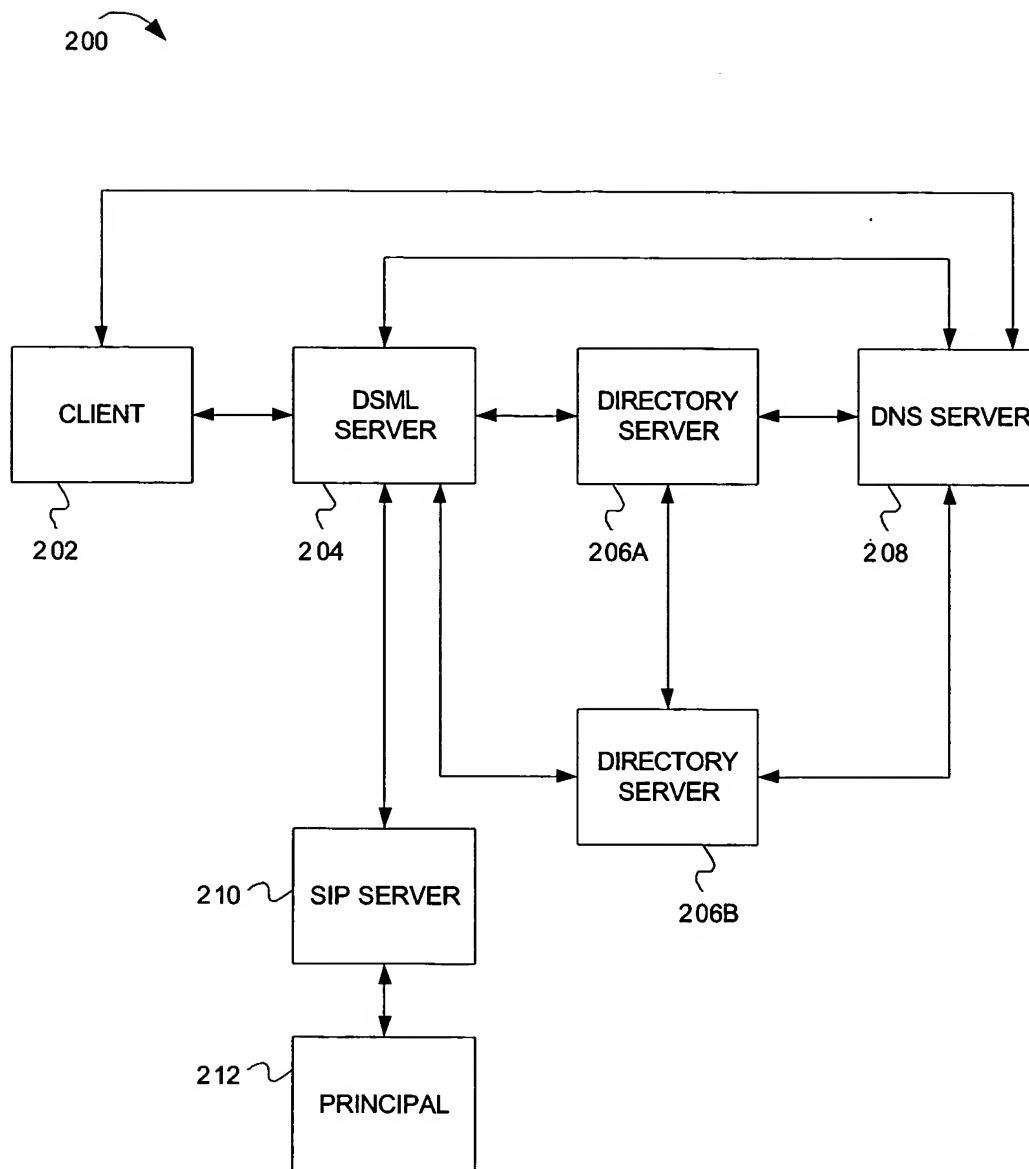 200
CLIENT
DSML
SERVER
DIRECTORY
SERVER
DNS SERVER
202
204
206A
208
DIRECTORY
SERVER
206B
210
SIP SERVER
212
PRINCIPAL